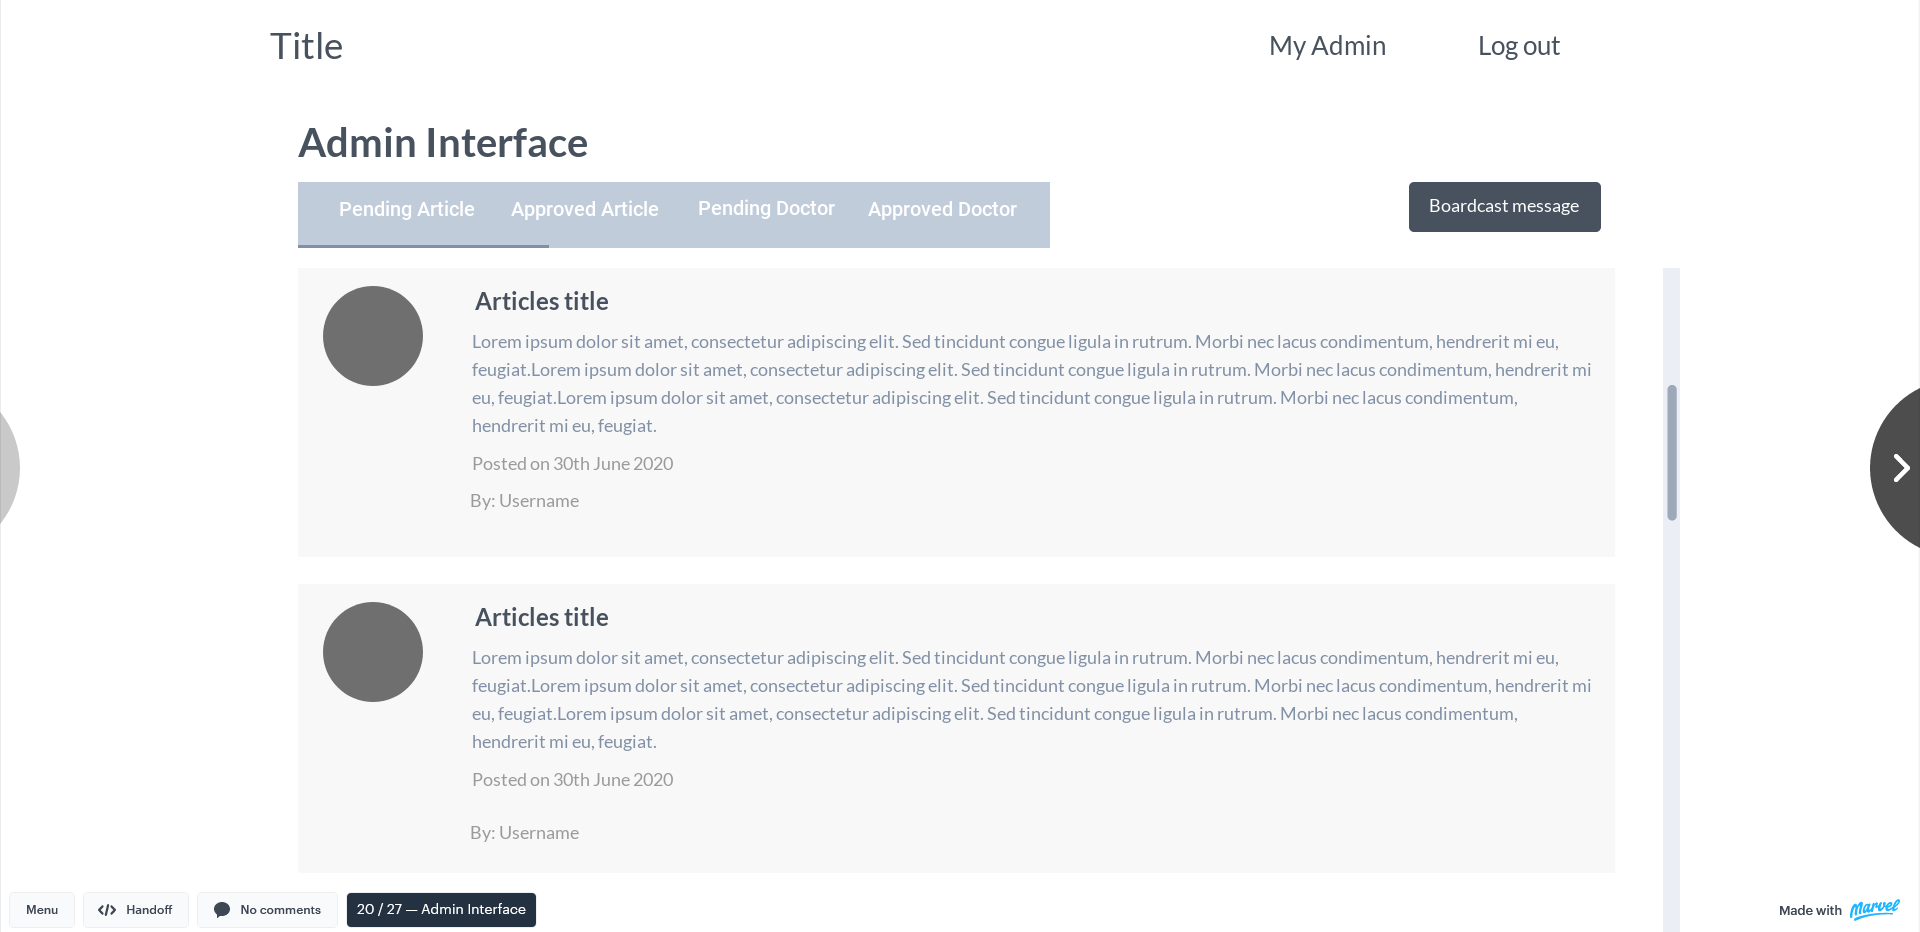 Title
My Admin
Log out
Admin Interface
Pending Article
Approved Article
Pending Doctor
Approved Doctor
Boardcast message
Articles title
Lorem ipsum dolor sit amet, consectetur adipiscing elit. Sed tincidunt congue ligula in rutrum. Morbi nec lacus condimentum, hendrerit mi eu,
feugiat.Lorem ipsum dolor sit amet, consectetur adipiscing elit. Sed tincidunt congue ligula in rutrum. Morbi nec lacus condimentum, hendrerit mi
eu, feugiat.Lorem ipsum dolor sit amet, consectetur adipiscing elit. Sed tincidunt congue ligula in rutrum. Morbi nec lacus condimentum,
hendrerit mi eu, feugiat.
Posted on 30th June 2020
By: Username
Articles title
Lorem ipsum dolor sit amet, consectetur adipiscing elit. Sed tincidunt congue ligula in rutrum. Morbi nec lacus condimentum, hendrerit mi eu,
feugiat.Lorem ipsum dolor sit amet, consectetur adipiscing elit. Sed tincidunt congue ligula in rutrum. Morbi nec lacus condimentum, hendrerit mi
eu, feugiat.Lorem ipsum dolor sit amet, consectetur adipiscing elit. Sed tincidunt congue ligula in rutrum. Morbi nec lacus condimentum,
hendrerit mi eu, feugiat.
Posted on 30th June 2020
By: Username
Menu
</> Handoff
No comments
20 / 27 — Admin Interface
Made with Marvel